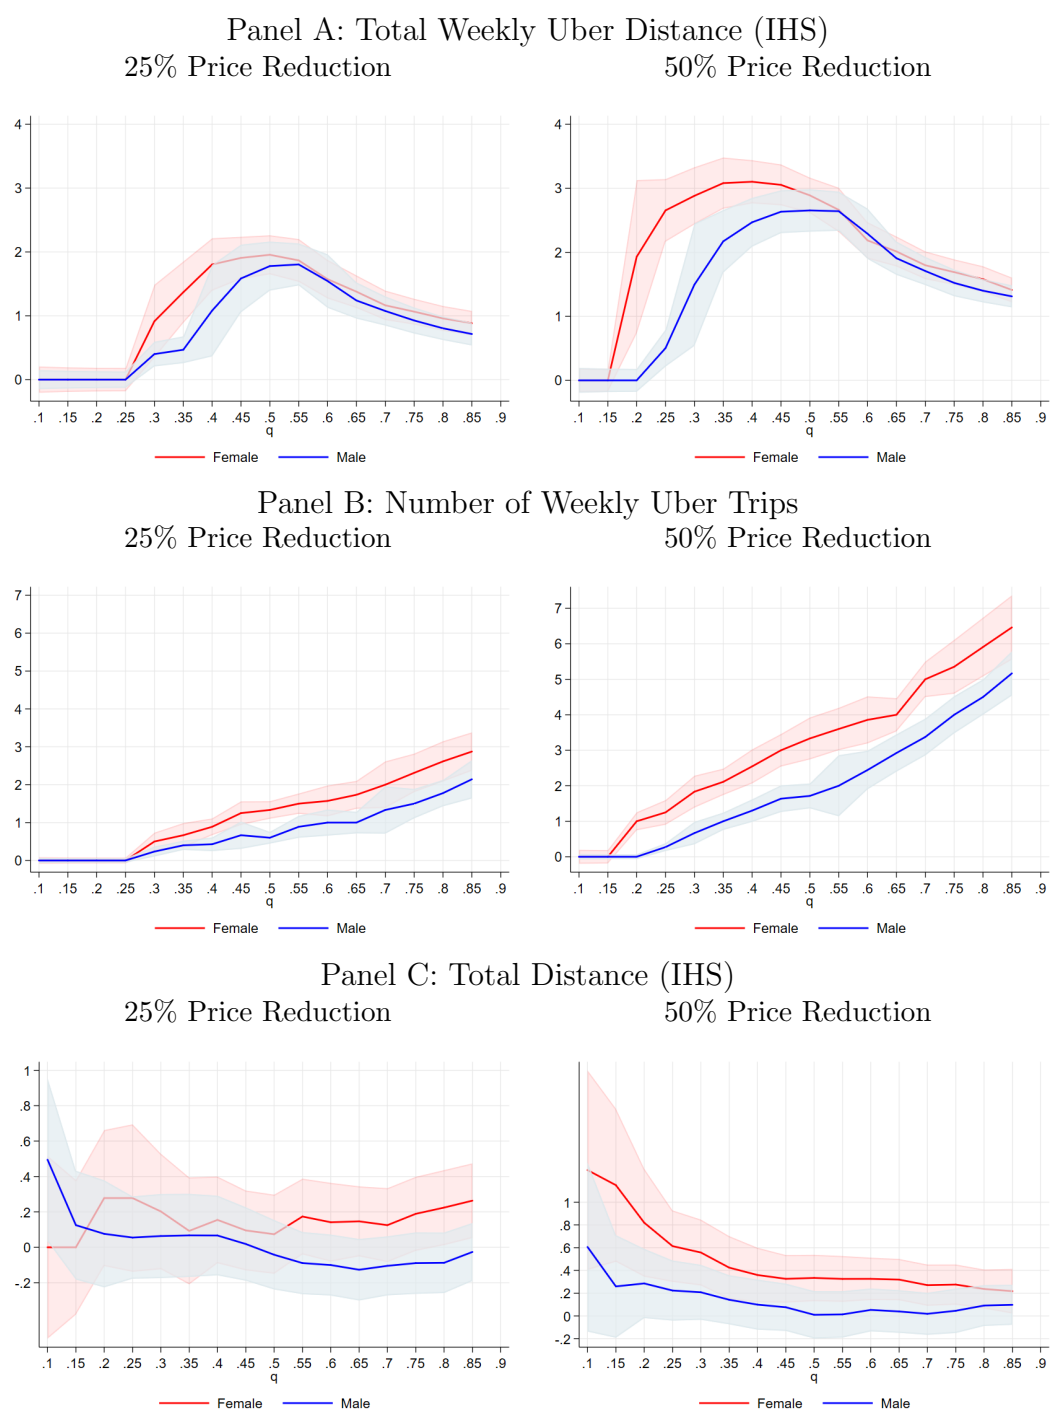 Panel A: Total Weekly Uber Distance (IHS)
25% Price Reduction
50% Price Reduction
4
3
2
1
0
.1 .15 .2 .25 .3 .35 .4 .45 .5 .55 .6 .65 .7 .75 .8 .85 .9
q
Female Male
4
3
2
1
0
.1 .15 .2 .25 .3 .35 .4 .45 .5 .55 .6 .65 .7 .75 .8 .85 .9
q
Female Male
Panel B: Number of Weekly Uber Trips
25% Price Reduction
50% Price Reduction
7
6
5
4
3
2
1
0
.1 .15 .2 .25 .3 .35 .4 .45 .5 .55 .6 .65 .7 .75 .8 .85 .9
q
Female Male
7
6
5
4
3
2
1
0
.1 .15 .2 .25 .3 .35 .4 .45 .5 .55 .6 .65 .7 .75 .8 .85 .9
q
Female Male
Panel C: Total Distance (IHS)
25% Price Reduction
50% Price Reduction
1
.8
.6
.4
.2
0
-.2
.1 .15 .2 .25 .3 .35 .4 .45 .5 .55 .6 .65 .7 .75 .8 .85 .9
q
Female Male
1
.8
.6
.4
.2
0
-.2
.1 .15 .2 .25 .3 .35 .4 .45 .5 .55 .6 .65 .7 .75 .8 .85 .9
q
Female Male